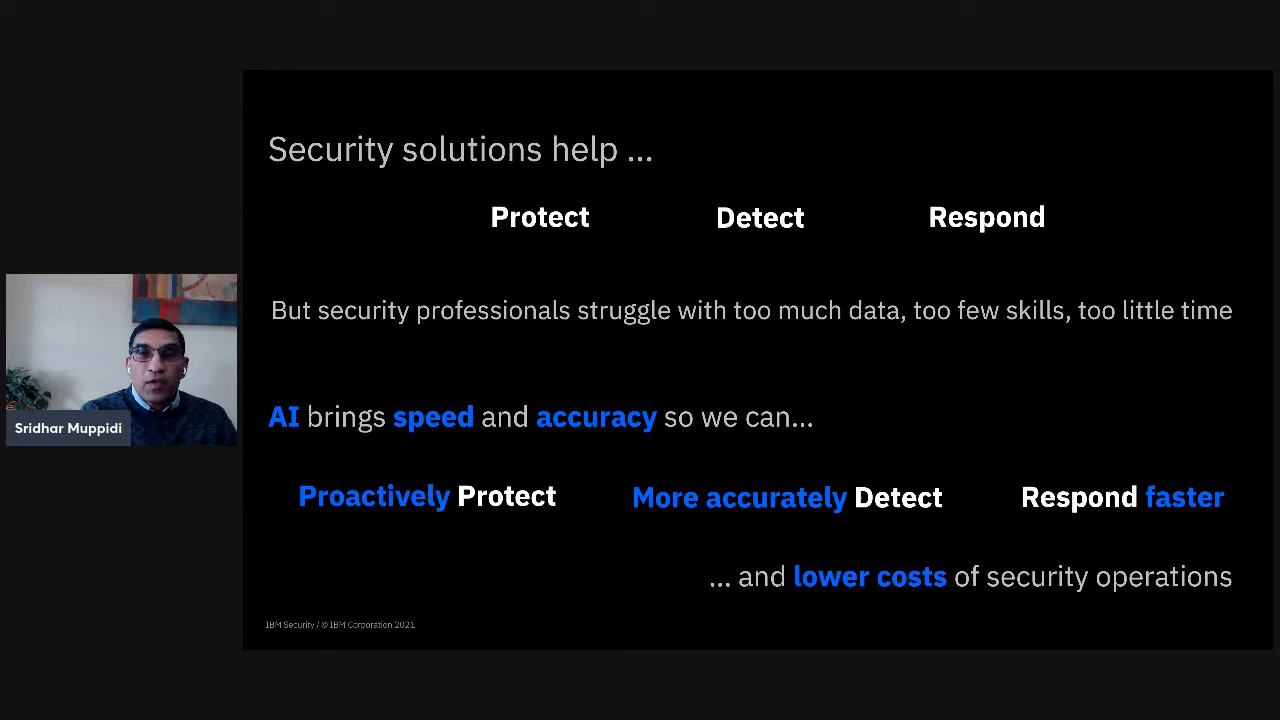 Security solutions help ...
Protect Detect Respond
But security professionals struggle with too much data, too few skills, too little time
Sridhar Muppidi
AI brings speed and accuracy so we can...
Proactively Protect More accurately Detect Respond faster
... and lower costs of security operations
IBM Security / © IBM Corporation 2021